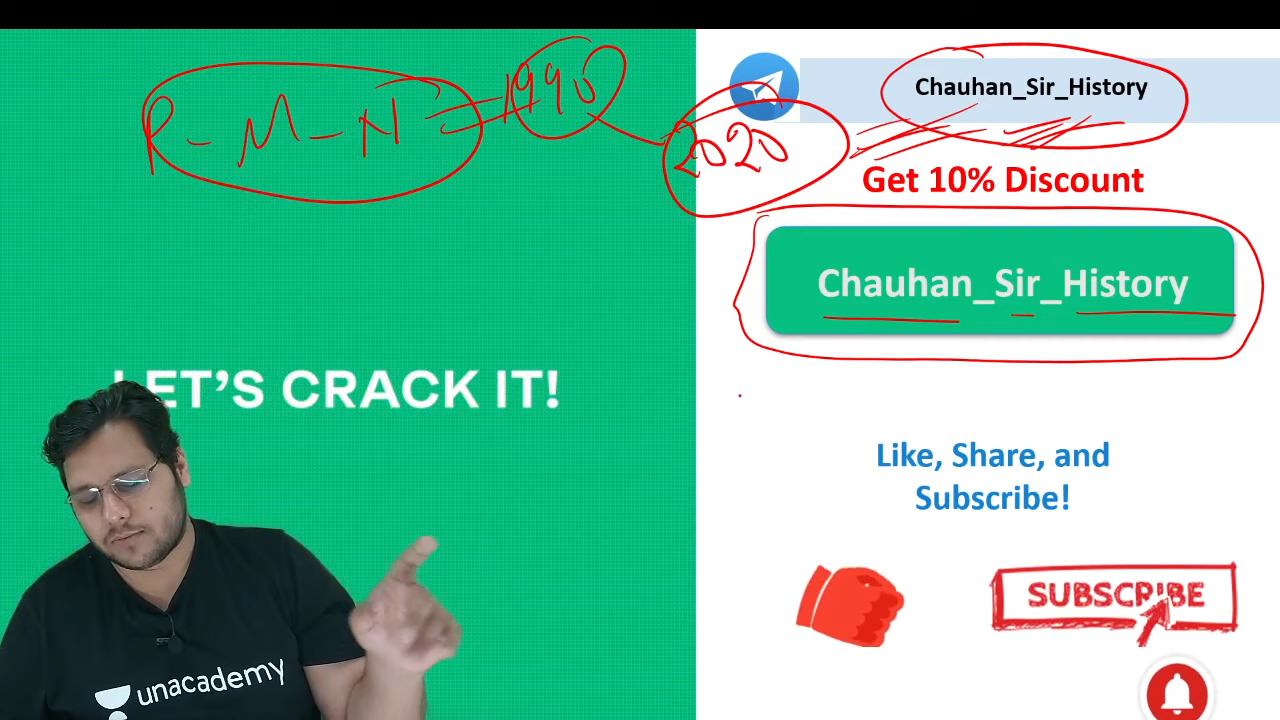 P-M-N = 1990
2020
Chauhan_Sir_History
Get 10% Discount
Chauhan_Sir_History
LET'S CRACK IT!
Like, Share, and
Subscribe!
SUBSCRIBE
unacademy